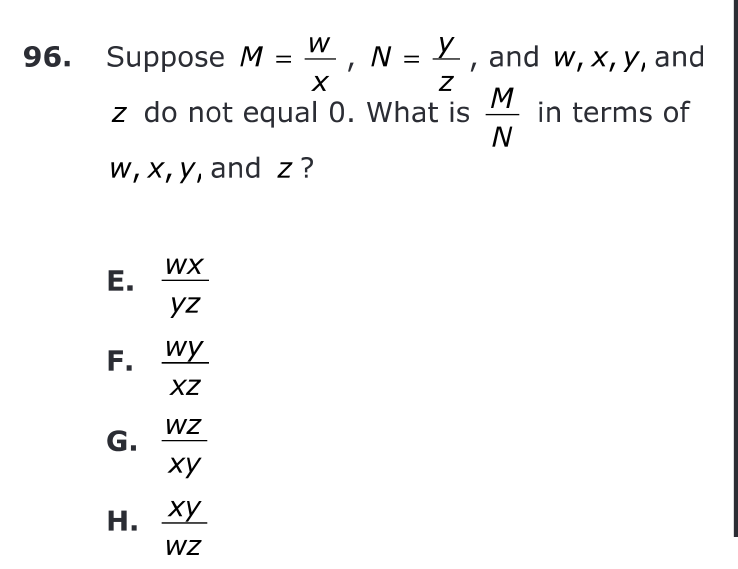 96. Suppose M = w/x, N = y/z, and w, x, y, and
z do not equal 0. What is M/N in terms of
w, x, y, and z?
E. wx/yz
F. wy/xz
G. wz/xy
H. xy/wz